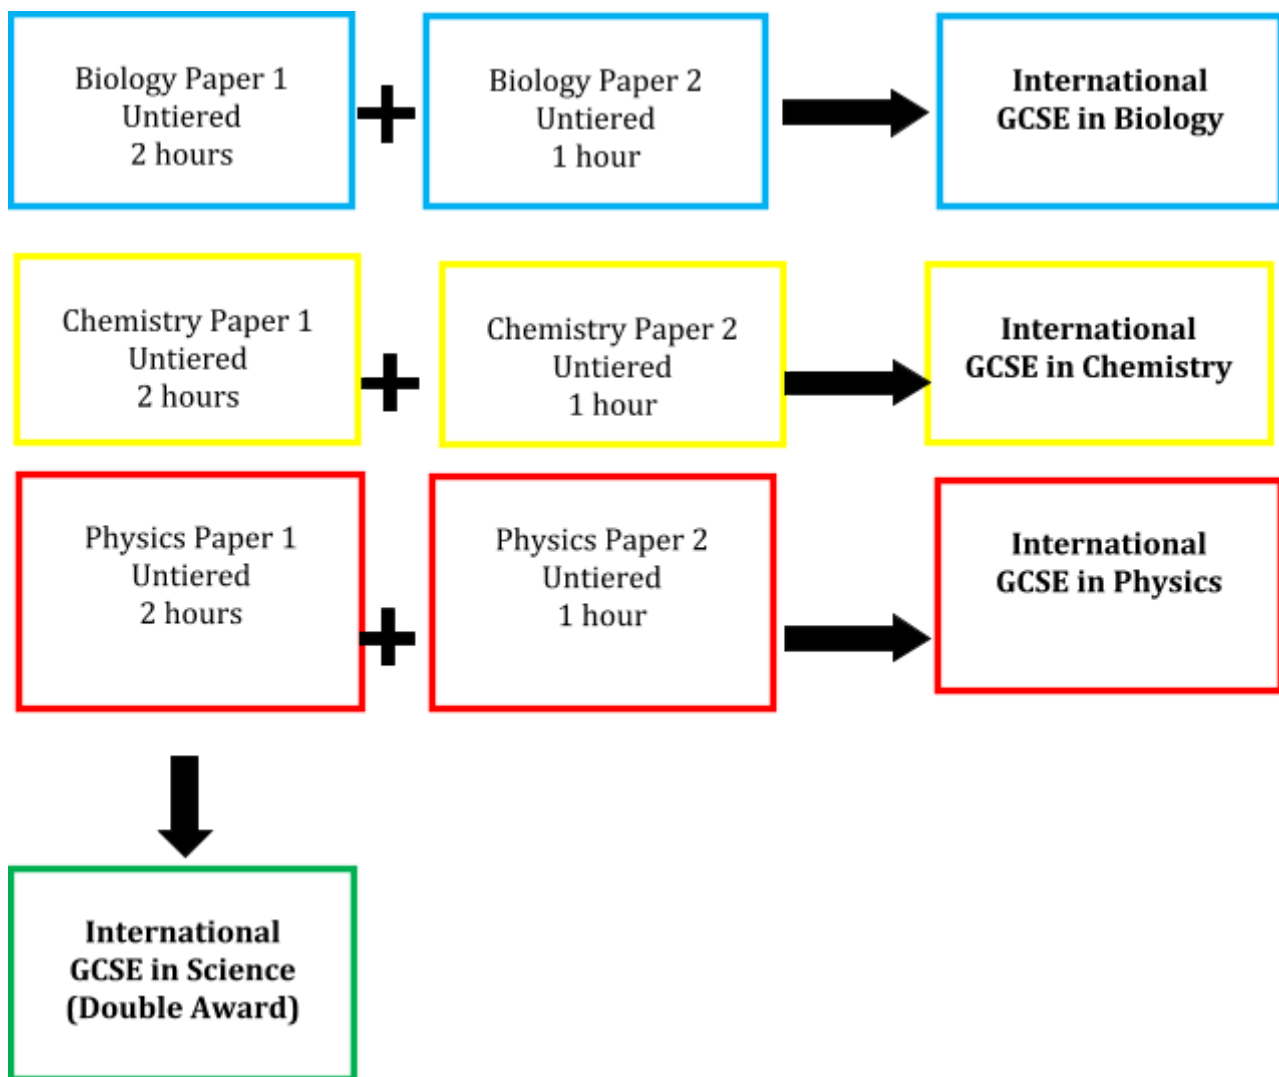 Biology Paper 1
Untiered
2 hours
Biology Paper 2
Untiered
1 hour
International
GCSE in Biology
Chemistry Paper 1
Untiered
2 hours
Chemistry Paper 2
Untiered
1 hour
International
GCSE in Chemistry
Physics Paper 1
Untiered
2 hours
Physics Paper 2
Untiered
1 hour
International
GCSE in Physics
International
GCSE in Science
(Double Award)